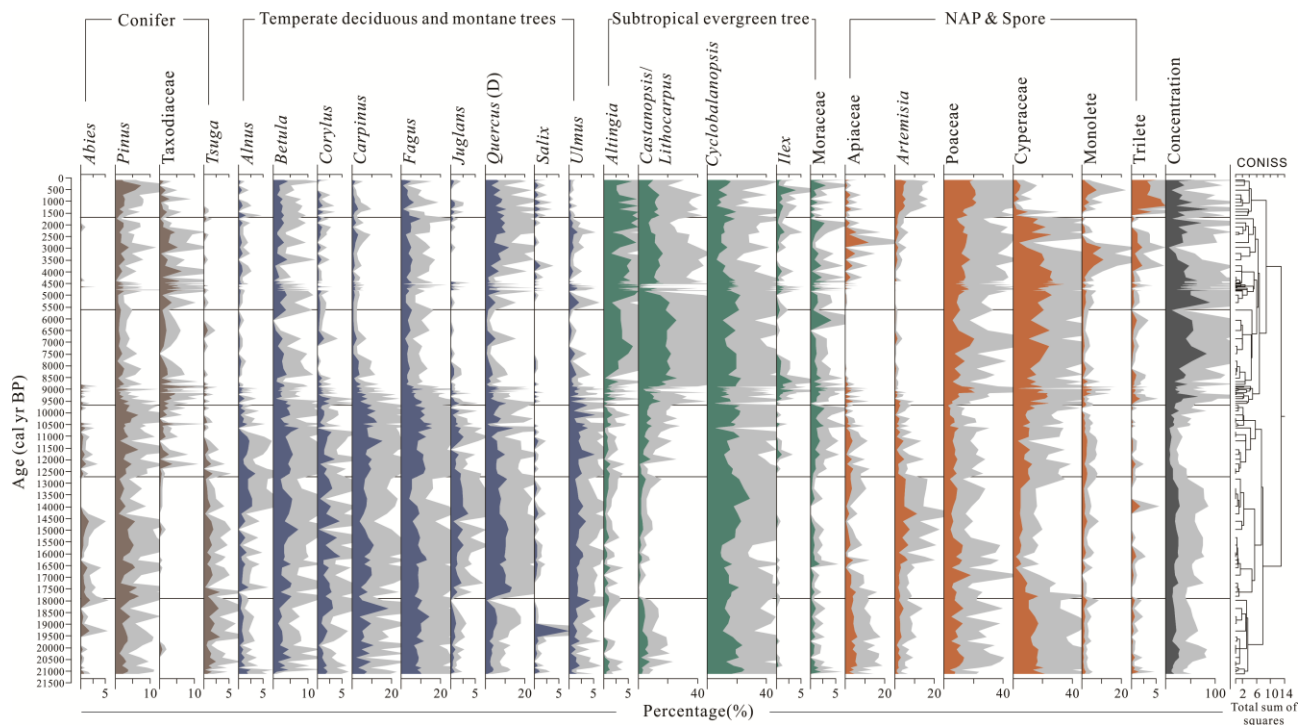 Conifer
Temperate deciduous and montane trees
Subtropical evergreen tree
NAP & Spore
Abies
Pinus
Taxodiaceae
Tsuga
Alnus
Betula
Corylus
Carpinus
Fagus
Juglans
Quercus (D)
Salix
Ulmus
Altingia
Castanopsis/
Lithocarpus
Cyclobalanopsis
Ilex
Moraceae
Apiaceae
Artemisia
Poaceae
Cyperaceae
Monolete
Trilete
Concentration
CONISS
Age (cal yr BP)
0
500
1000
1500
2000
2500
3000
3500
4000
4500
5000
5500
6000
6500
7000
7500
8000
8500
9000
9500
10000
10500
11000
11500
12000
12500
13000
13500
14000
14500
15000
15500
16000
16500
17000
17500
18000
18500
19000
19500
20000
20500
21000
21500
5 10 5 5 5 10 5 5 20 5 20 5 5 5 40 40 5 5 20 20 40 40 20 5 100 2 6 1014
Percentage(%)
Total sum of
squares